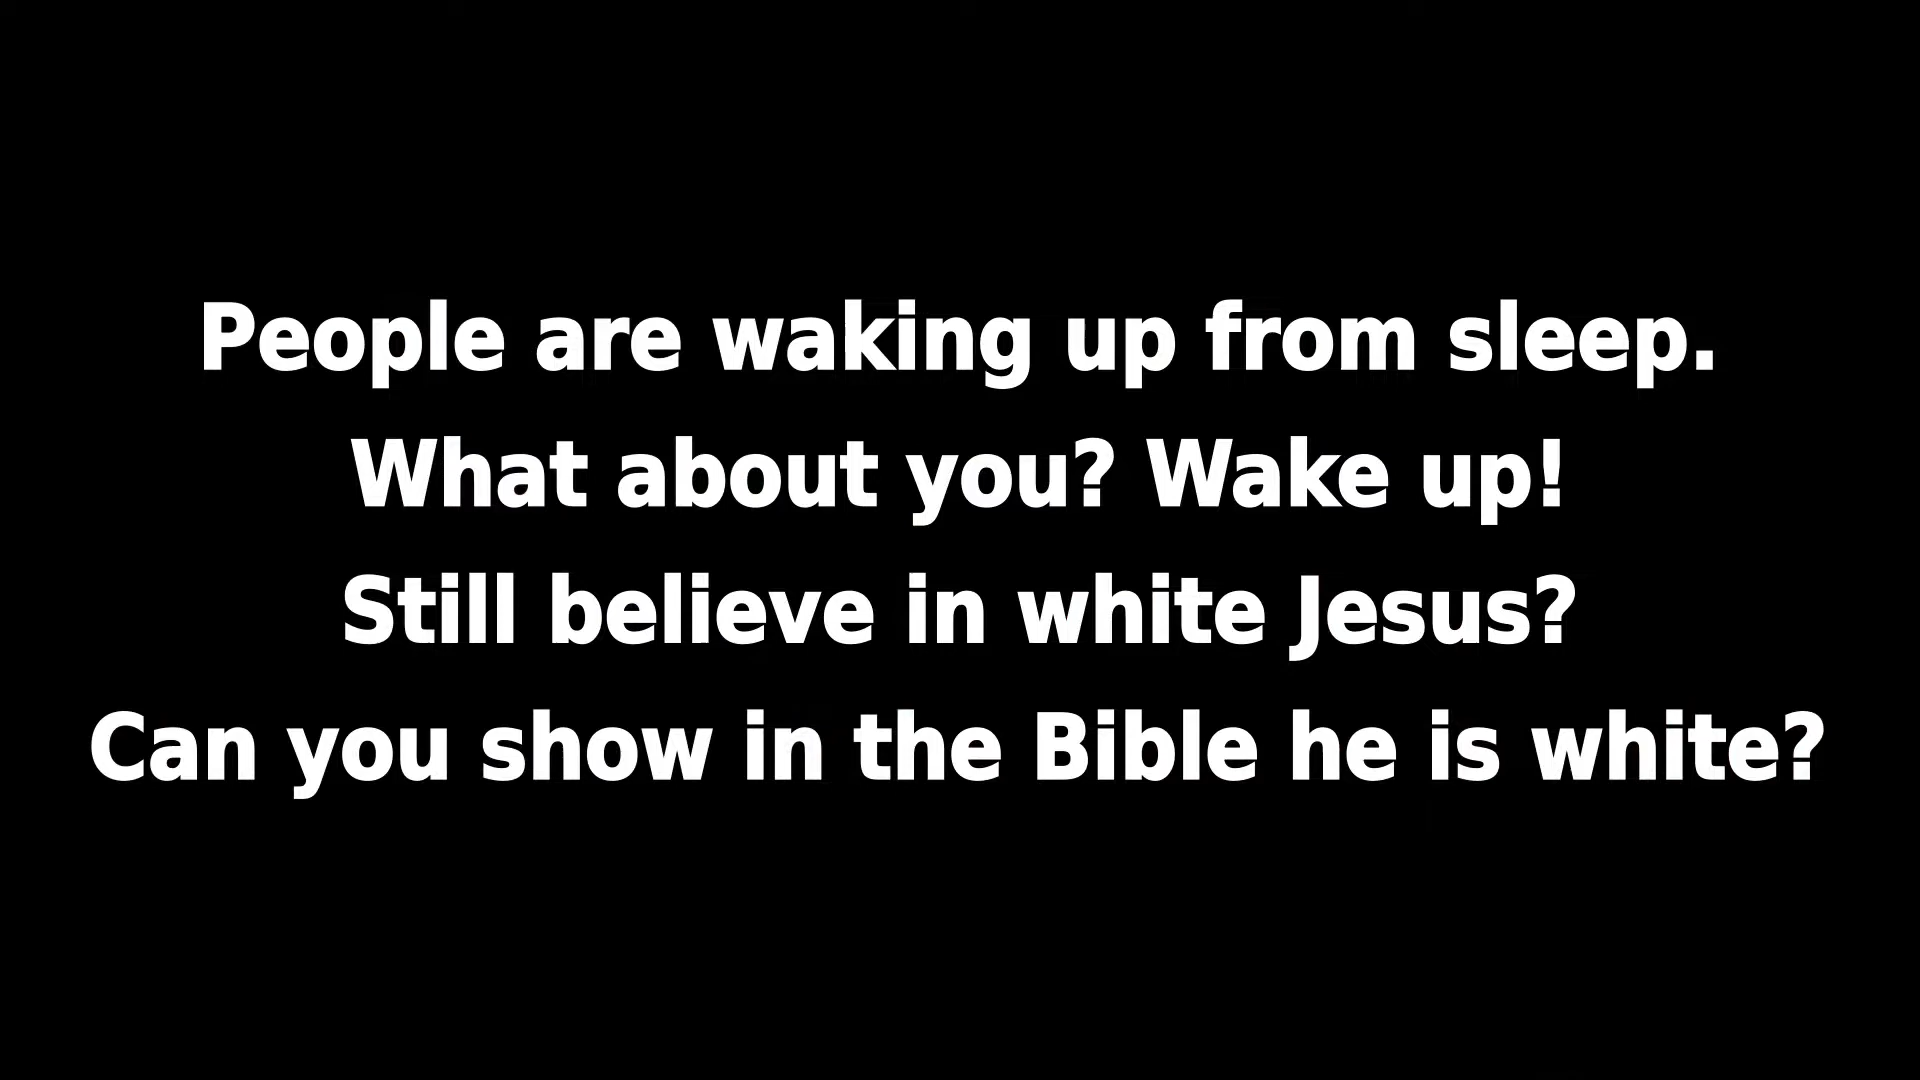 People are waking up from sleep.
What about you? Wake up!
Still believe in white Jesus?
Can you show in the Bible he is white?